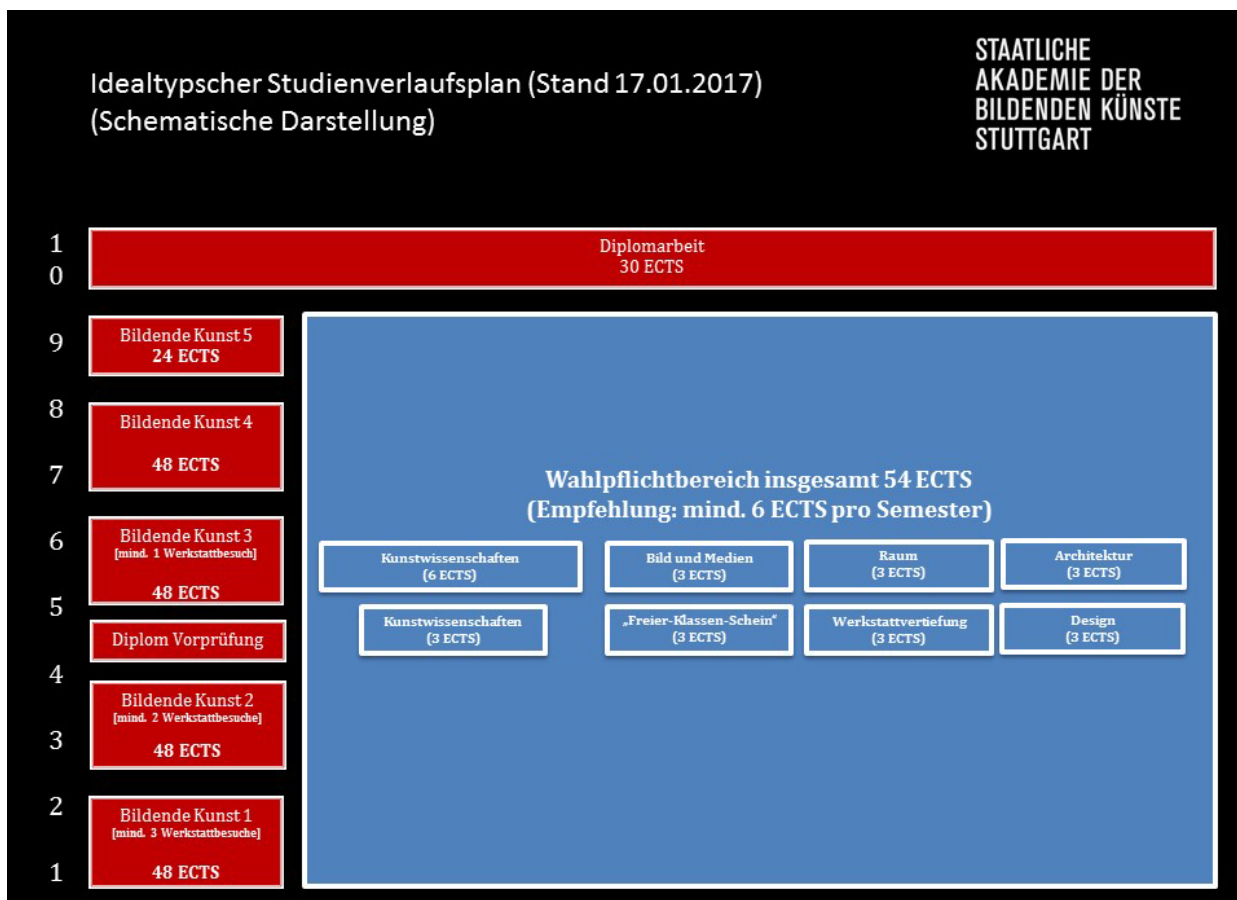 Idealtypscher Studienverlaufsplan (Stand 17.01.2017)
(Schematische Darstellung)
STAATLICHE
AKADEMIE DER
BILDENDEN KÜNSTE
STUTTGART
1
0
Diplomarbeit
30 ECTS
9
Bildende Kunst 5
24 ECTS
8
Bildende Kunst 4
48 ECTS
7
6
Bildende Kunst 3
[mind. 1 Werkstattbesuch]
48 ECTS
5
Diplom Vorprüfung
4
Bildende Kunst 2
[mind. 2 Werkstattbesuche]
3
48 ECTS
2
Bildende Kunst 1
[mind. 3 Werkstattbesuche]
1
48 ECTS
Wahlpflichtbereich insgesamt 54 ECTS
(Empfehlung: mind. 6 ECTS pro Semester)
Kunstwissenschaften
(6 ECTS)
Bild und Medien
(3 ECTS)
Raum
(3 ECTS)
Architektur
(3 ECTS)
Kunstwissenschaften
(3 ECTS)
„Freier-Klassen-Schein“
(3 ECTS)
Werkstattvertiefung
(3 ECTS)
Design
(3 ECTS)